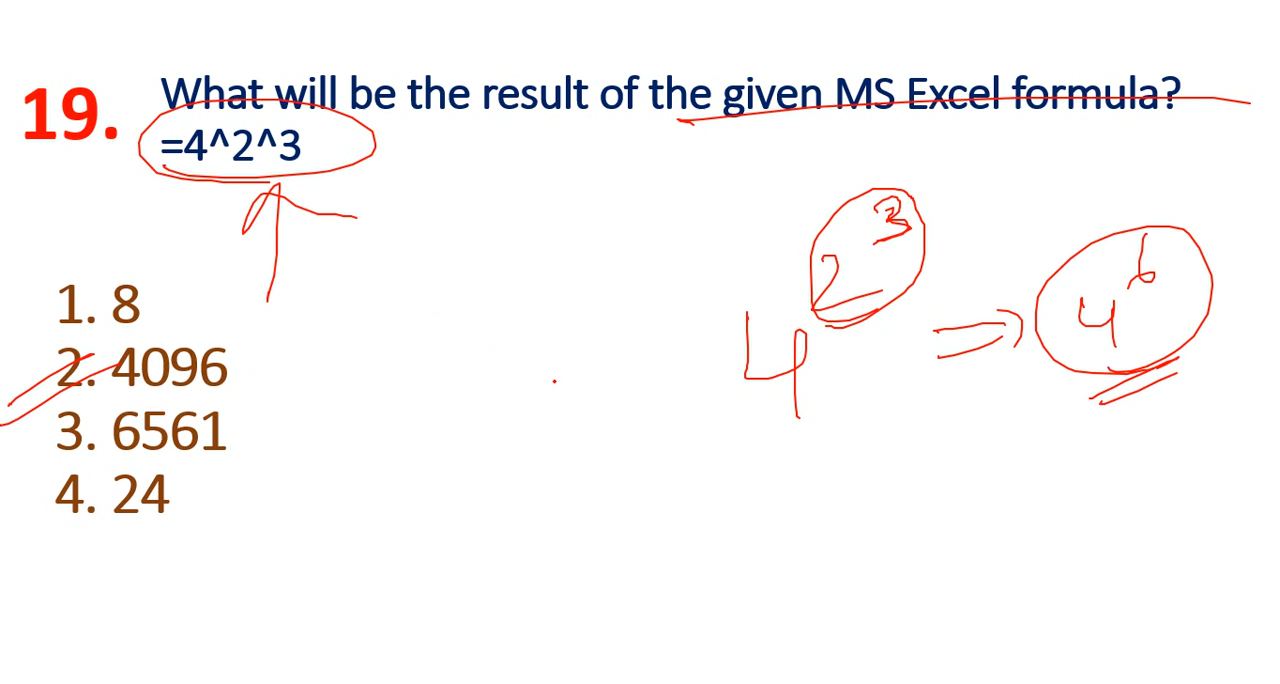 19. What will be the result of the given MS Excel formula?
=4^2^3
1. 8
2. 4096
3. 6561
4. 24
4 2 3 ⇒ 4 6